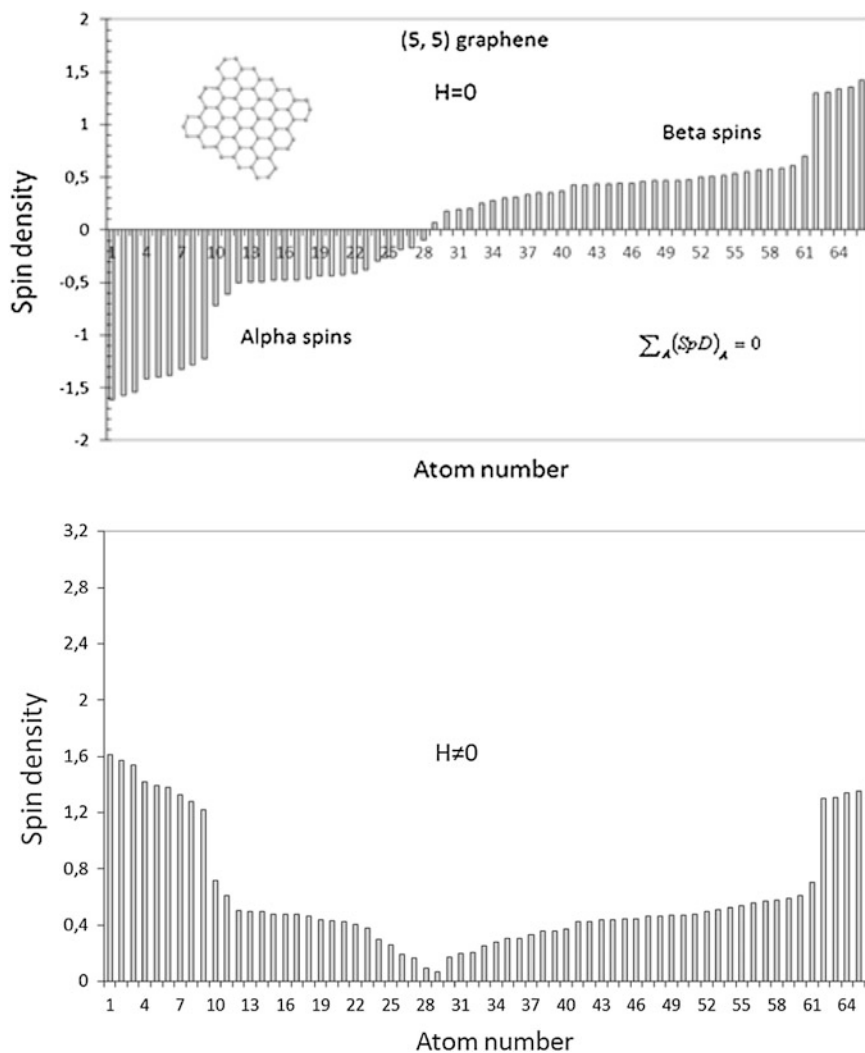 2
(5, 5) graphene
1,5
H=0
1
Beta spins
0,5
0
1 4 7 10 13 16 19 22 25 28 31 34 37 40 43 46 49 52 55 58 61 64
-0,5
Alpha spins
∑A(SpD)A = 0
-1
-1,5
-2
Spin density
Atom number
3,2
2,8
2,4
2
1,6
H≠0
1,2
0,8
0,4
0
Spin density
1 4 7 10 13 16 19 22 25 28 31 34 37 40 43 46 49 52 55 58 61 64
Atom number